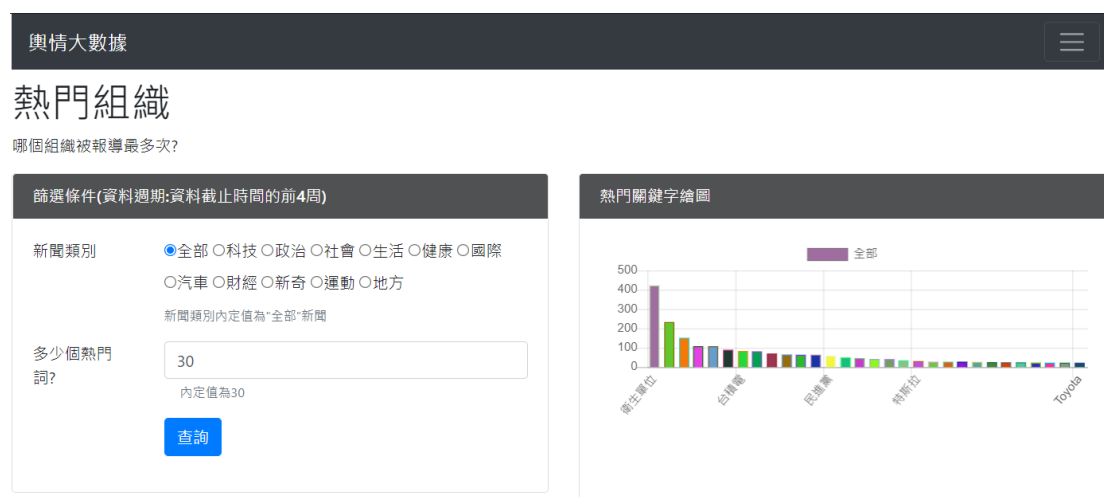 輿情大數據
熱門組織
哪個組織被報導最多次?
篩選條件(資料週期:資料截止時間的前4周)
新聞類別
全部 科技 政治 社會 生活 健康 國際
汽車 財經 新奇 運動 地方
新聞類別內定值為"全部"新聞
多少個熱門
詞?
30
內定值為30
查詢
熱門關鍵字繪圖
全部
500
400
300
200
100
0
衛生單位
台積電
民進黨
特斯拉
Toyota